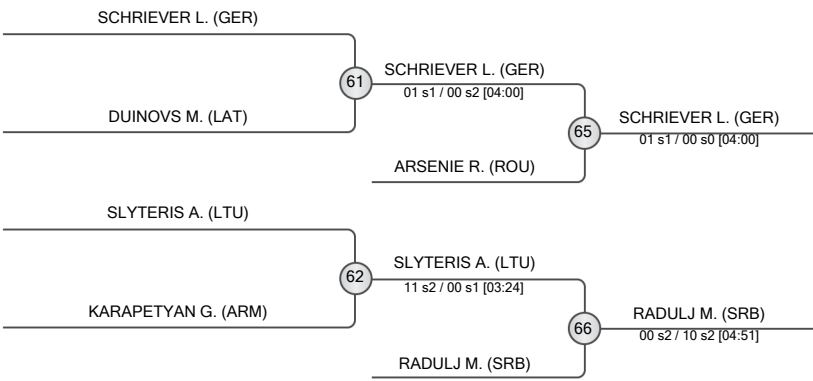 SCHRIEVER L. (GER)
61
SCHRIEVER L. (GER)
01 s1 / 00 s2 [04:00]
DUINOVS M. (LAT)
65
SCHRIEVER L. (GER)
01 s1 / 00 s0 [04:00]
ARSENIE R. (ROU)
SLYTERIS A. (LTU)
62
SLYTERIS A. (LTU)
11 s2 / 00 s1 [03:24]
KARAPETYAN G. (ARM)
66
RADULJ M. (SRB)
00 s2 / 10 s2 [04:51]
RADULJ M. (SRB)